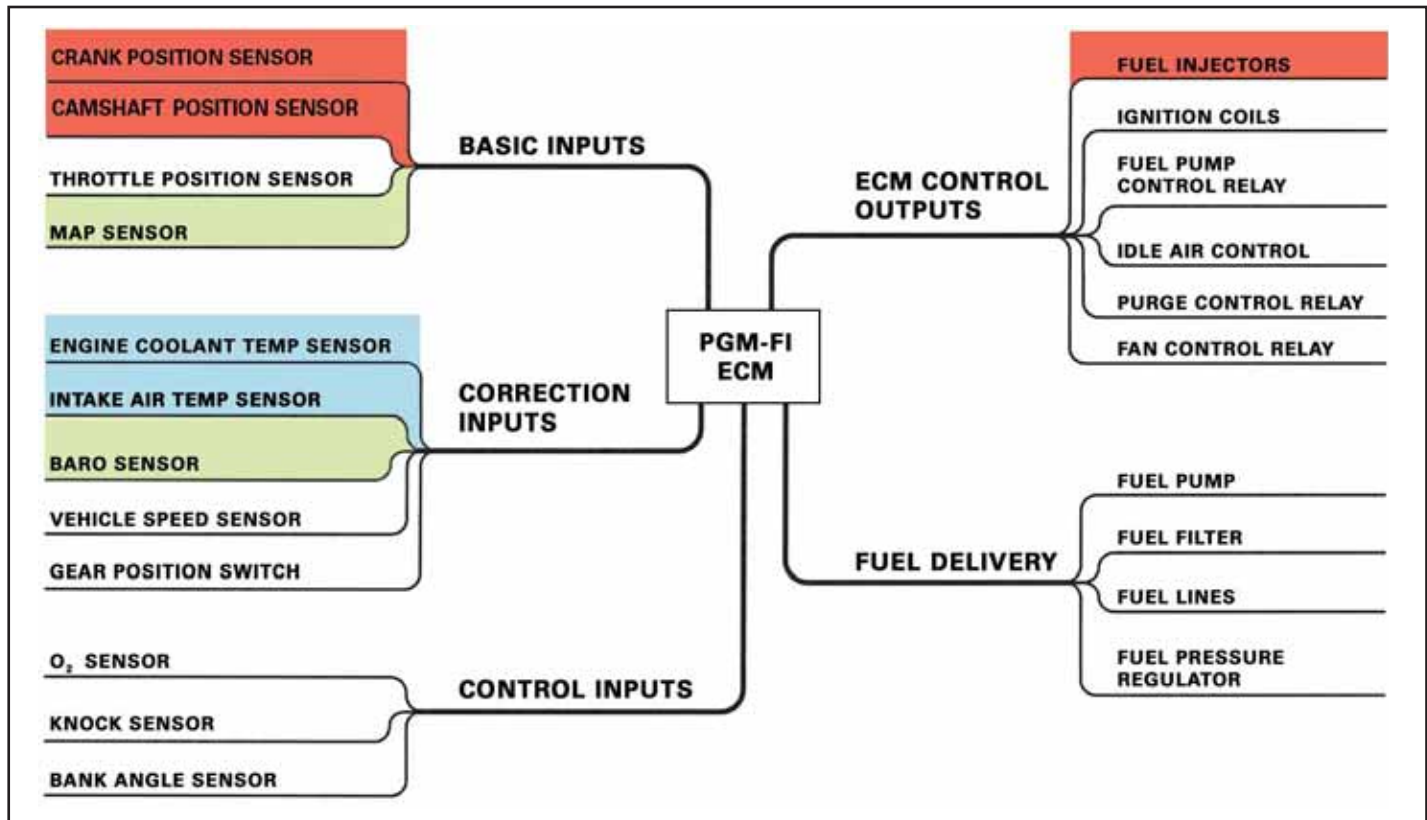 CRANK POSITION SENSOR
CAMSHAFT POSITION SENSOR
THROTTLE POSITION SENSOR
MAP SENSOR
BASIC INPUTS
ENGINE COOLANT TEMP SENSOR
INTAKE AIR TEMP SENSOR
BARO SENSOR
VEHICLE SPEED SENSOR
GEAR POSITION SWITCH
CORRECTION
INPUTS
O₂ SENSOR
KNOCK SENSOR
BANK ANGLE SENSOR
CONTROL INPUTS
PGM-FI
ECM
ECM CONTROL
OUTPUTS
FUEL INJECTORS
IGNITION COILS
FUEL PUMP
CONTROL RELAY
IDLE AIR CONTROL
PURGE CONTROL RELAY
FAN CONTROL RELAY
FUEL DELIVERY
FUEL PUMP
FUEL FILTER
FUEL LINES
FUEL PRESSURE
REGULATOR